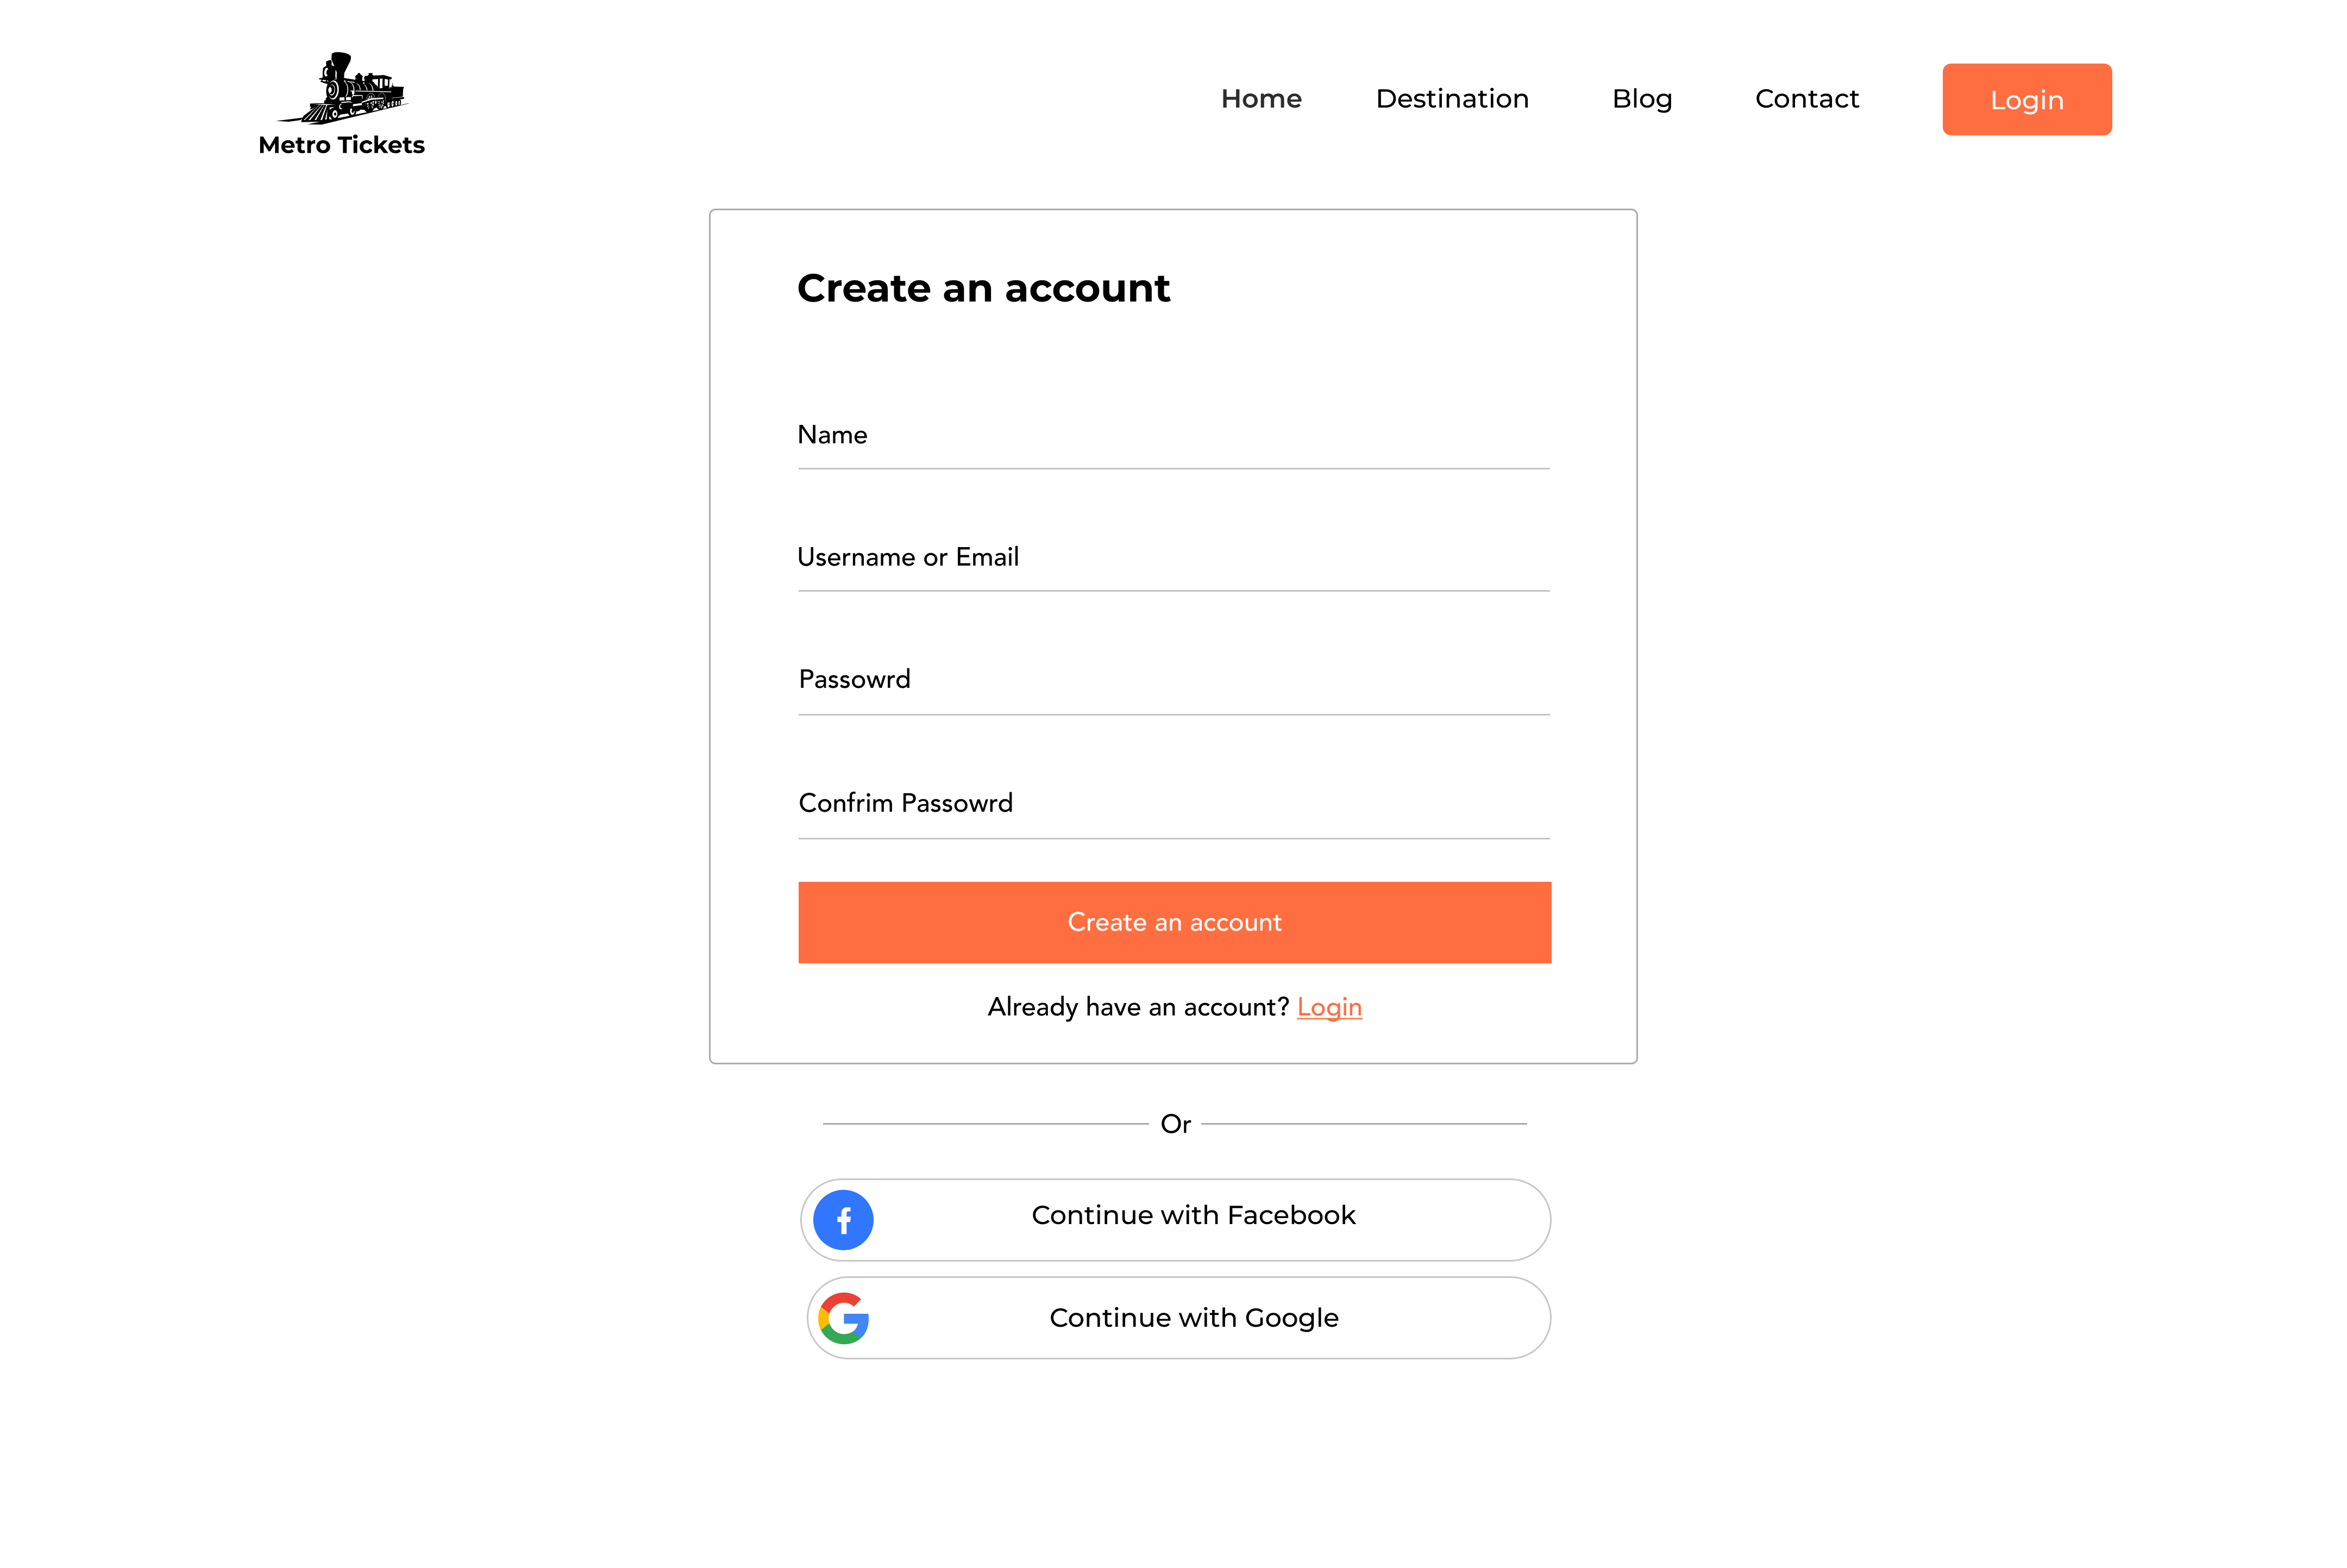 Metro Tickets
Home Destination Blog Contact Login
Create an account
Name
Username or Email
Passowrd
Confrim Passowrd
Create an account
Already have an account? Login
Or
Continue with Facebook
Continue with Google